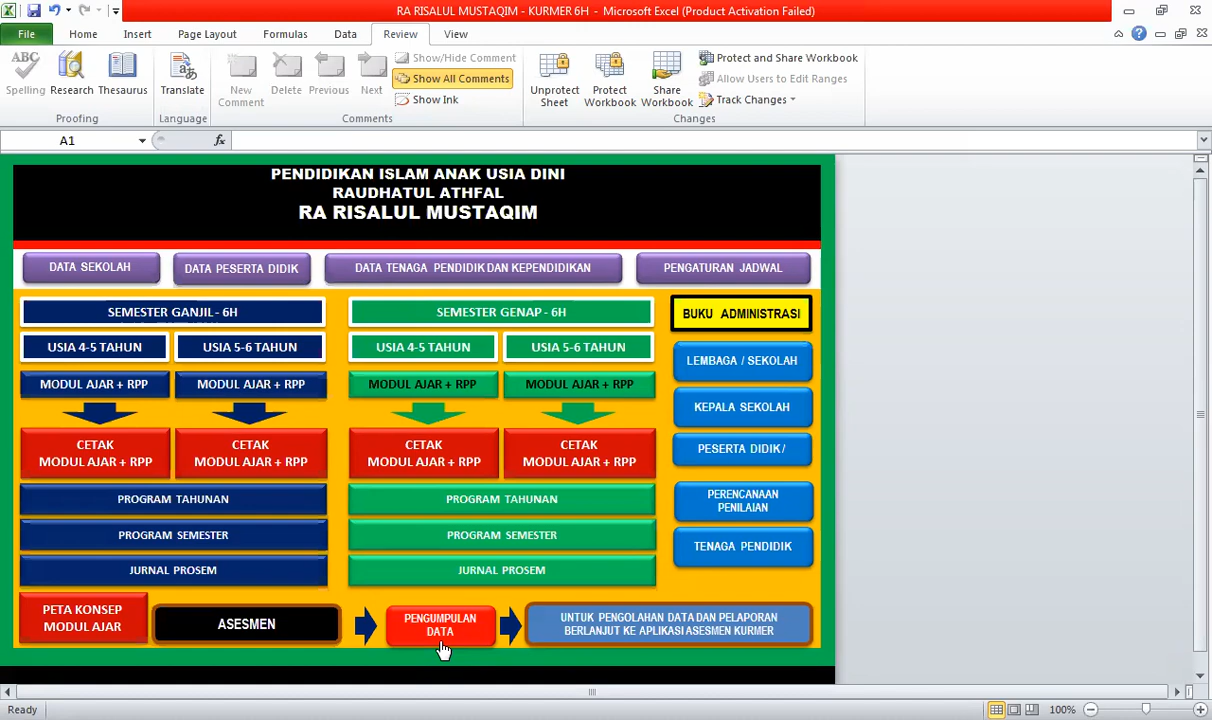 RA RISALUL MUSTAQIM - KURMER 6H - Microsoft Excel (Product Activation Failed)
File Home Insert Page Layout Formulas Data Review View
ABC
Spelling Research Thesaurus
Proofing
Translate
Language
New Comment
Delete
Previous
Next
Show/Hide Comment
Show All Comments
Show Ink
Comments
Unprotect Sheet
Protect Workbook
Share Workbook
Protect and Share Workbook
Allow Users to Edit Ranges
Track Changes
Changes
A1
fx
PENDIDIKAN ISLAM ANAK USIA DINI
RAUDHATUL ATHFAL
RA RISALUL MUSTAQIM
DATA SEKOLAH
DATA PESERTA DIDIK
DATA TENAGA PENDIDIK DAN KEPENDIDIKAN
PENGATURAN JADWAL
SEMESTER GANJIL - 6H
SEMESTER GENAP - 6H
BUKU ADMINISTRASI
USIA 4-5 TAHUN
USIA 5-6 TAHUN
USIA 4-5 TAHUN
USIA 5-6 TAHUN
LEMBAGA / SEKOLAH
MODUL AJAR + RPP
MODUL AJAR + RPP
MODUL AJAR + RPP
MODUL AJAR + RPP
KEPALA SEKOLAH
CETAK
MODUL AJAR + RPP
CETAK
MODUL AJAR + RPP
CETAK
MODUL AJAR + RPP
CETAK
MODUL AJAR + RPP
PESERTA DIDIK /
PROGRAM TAHUNAN
PROGRAM TAHUNAN
PERENCANAAN
PENILAIAN
PROGRAM SEMESTER
PROGRAM SEMESTER
TENAGA PENDIDIK
JURNAL PROSEM
JURNAL PROSEM
PETA KONSEP
MODUL AJAR
ASESMEN
PENGUMPULAN
DATA
UNTUK PENGOLAHAN DATA DAN PELAPORAN
BERLANJUT KE APLIKASI ASESMEN KURMER
Ready
100%